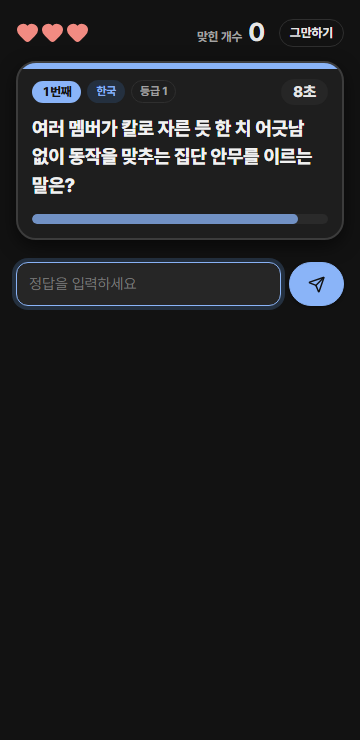 맞힌 개수 0 그만하기
1번째 한국 등급 1 8초
여러 멤버가 칼로 자른 듯 한 치 어긋남
없이 동작을 맞추는 집단 안무를 이르는
말은?
정답을 입력하세요